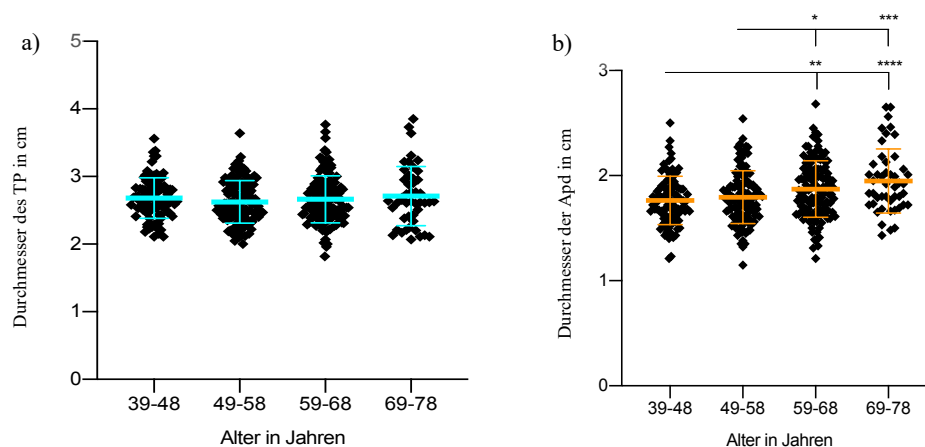 a)
Durchmesser des TP in cm
5
4
3
2
1
0
39-48 49-58 59-68 69-78
Alter in Jahren
b)
* ***
** ****
Durchmesser der Apd in cm
3
2
1
0
39-48 49-58 59-68 69-78
Alter in Jahren